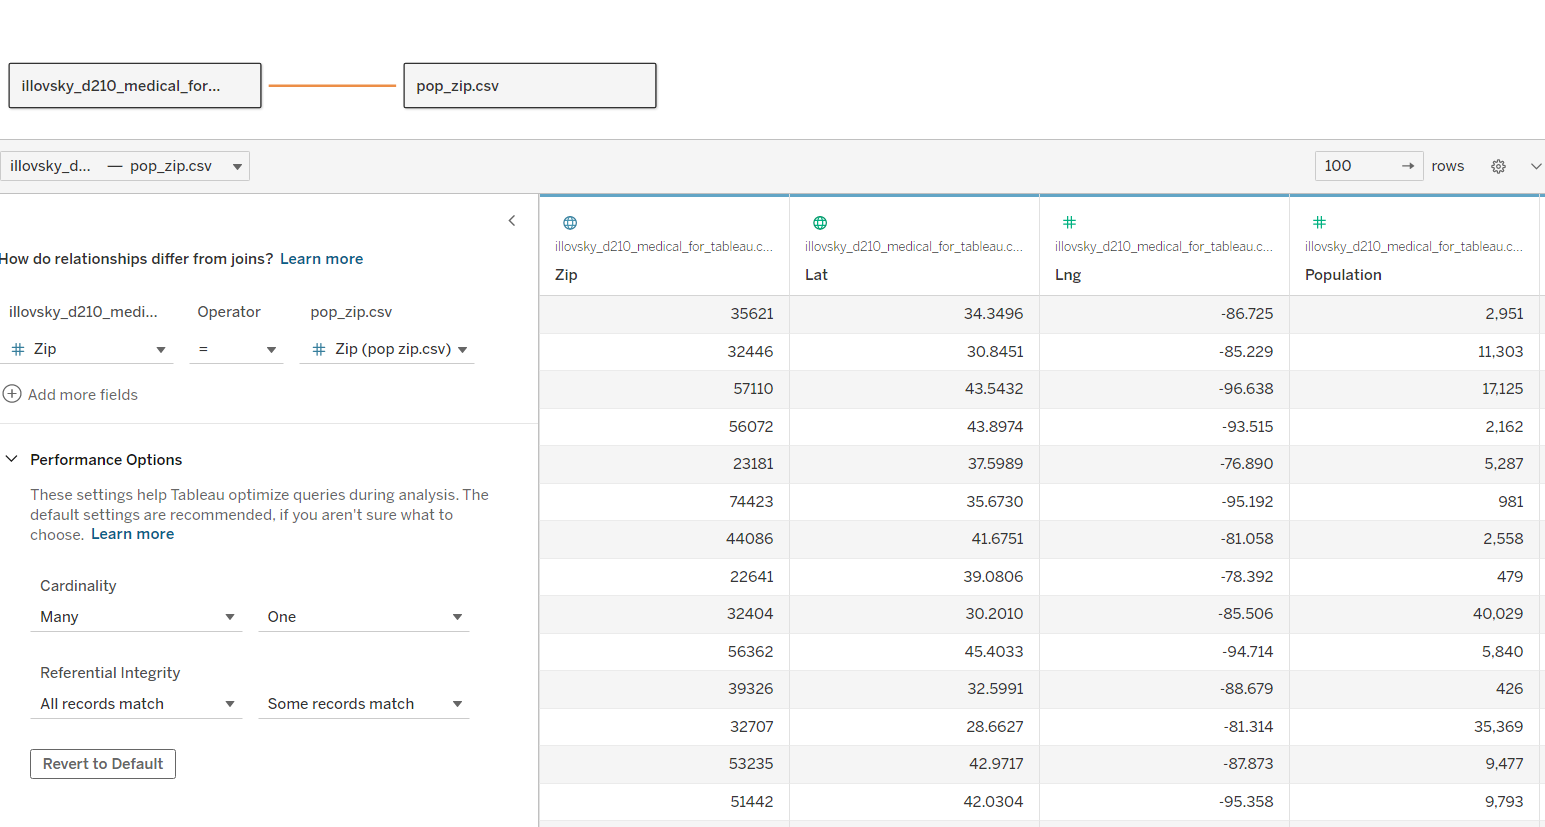 illovsky_d210_medical_for...
pop_zip.csv
illovsky_d... — pop_zip.csv
100 → rows
How do relationships differ from joins? Learn more
illovsky_d210_medi... Operator pop_zip.csv
# Zip = # Zip (pop zip.csv)
Add more fields
Performance Options
These settings help Tableau optimize queries during analysis. The
default settings are recommended, if you aren't sure what to
choose. Learn more
Cardinality
Many One
Referential Integrity
All records match Some records match
Revert to Default
# #
illovsky_d210_medical_for_tableau.c... illovsky_d210_medical_for_tableau.c... illovsky_d210_medical_for_tableau.c... illovsky_d210_medical_for_tableau.c...
Zip Lat Lng Population
35621 34.3496 -86.725 2,951
32446 30.8451 -85.229 11,303
57110 43.5432 -96.638 17,125
56072 43.8974 -93.515 2,162
23181 37.5989 -76.890 5,287
74423 35.6730 -95.192 981
44086 41.6751 -81.058 2,558
22641 39.0806 -78.392 479
32404 30.2010 -85.506 40,029
56362 45.4033 -94.714 5,840
39326 32.5991 -88.679 426
32707 28.6627 -81.314 35,369
53235 42.9717 -87.873 9,477
51442 42.0304 -95.358 9,793